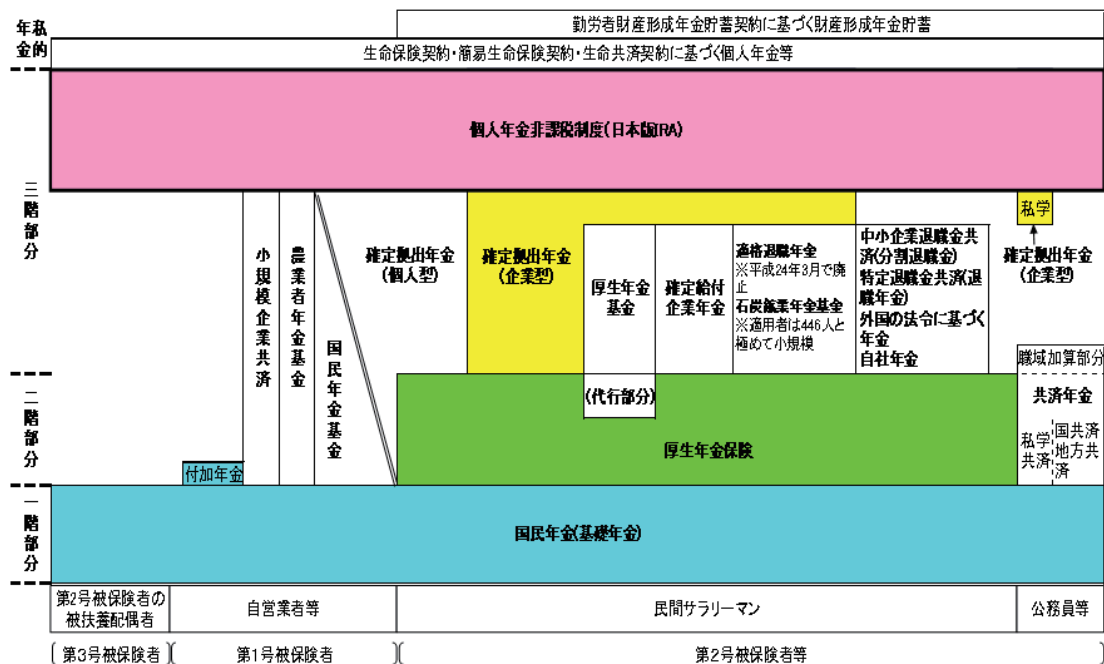 年 私
金 的
勤労者財産形成年金貯蓄契約に基づく財産形成年金貯蓄
生命保険契約・簡易生命保険契約・生命共済契約に基づく個人年金等
個人年金非課税制度(日本版IRA)
三階部分
小規模企業共済
農業者年金基金
国民年金基金
確定拠出年金
(個人型)
確定拠出年金
(企業型)
厚生年金
基金
確定給付
企業年金
適格退職年金
※平成24年3月で廃
止
石炭鉱業年金基金
※適用者は446人と
極めて小規模
中小企業退職金共
済(分割退職金)
特定退職金共済(退
職年金)
外国の法令に基づく
年金
自社年金
私学
確定拠出年金
(企業型)
職域加算部分
二階部分
付加年金
(代行部分)
厚生年金保険
共済年金
私学
共済
国共済
地方共
済
一階部分
国民年金(基礎年金)
第2号被保険者の
被扶養配偶者
自営業者等
民間サラリーマン
公務員等
第3号被保険者
第1号被保険者
第2号被保険者等